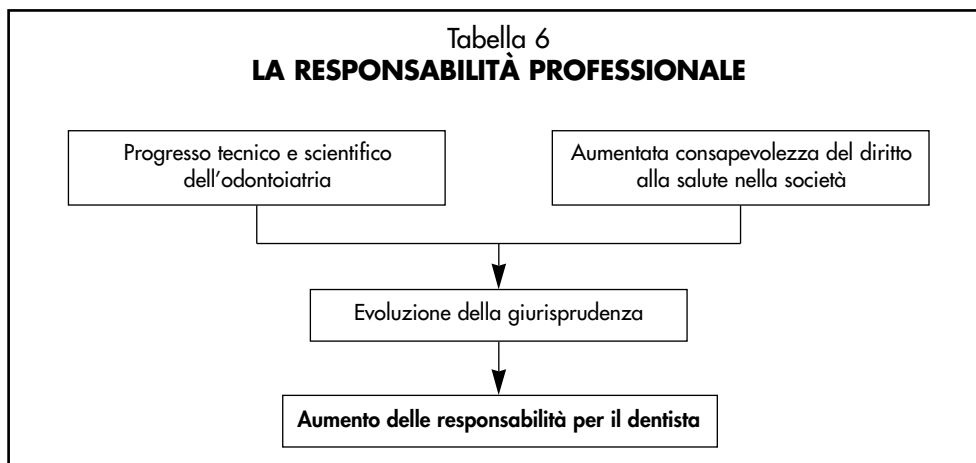 Tabella 6
LA RESPONSABILITÀ PROFESSIONALE
Progresso tecnico e scientifico
dell'odontoiatria
Aumentata consapevolezza del diritto
alla salute nella società
Evoluzione della giurisprudenza
Aumento delle responsabilità per il dentista